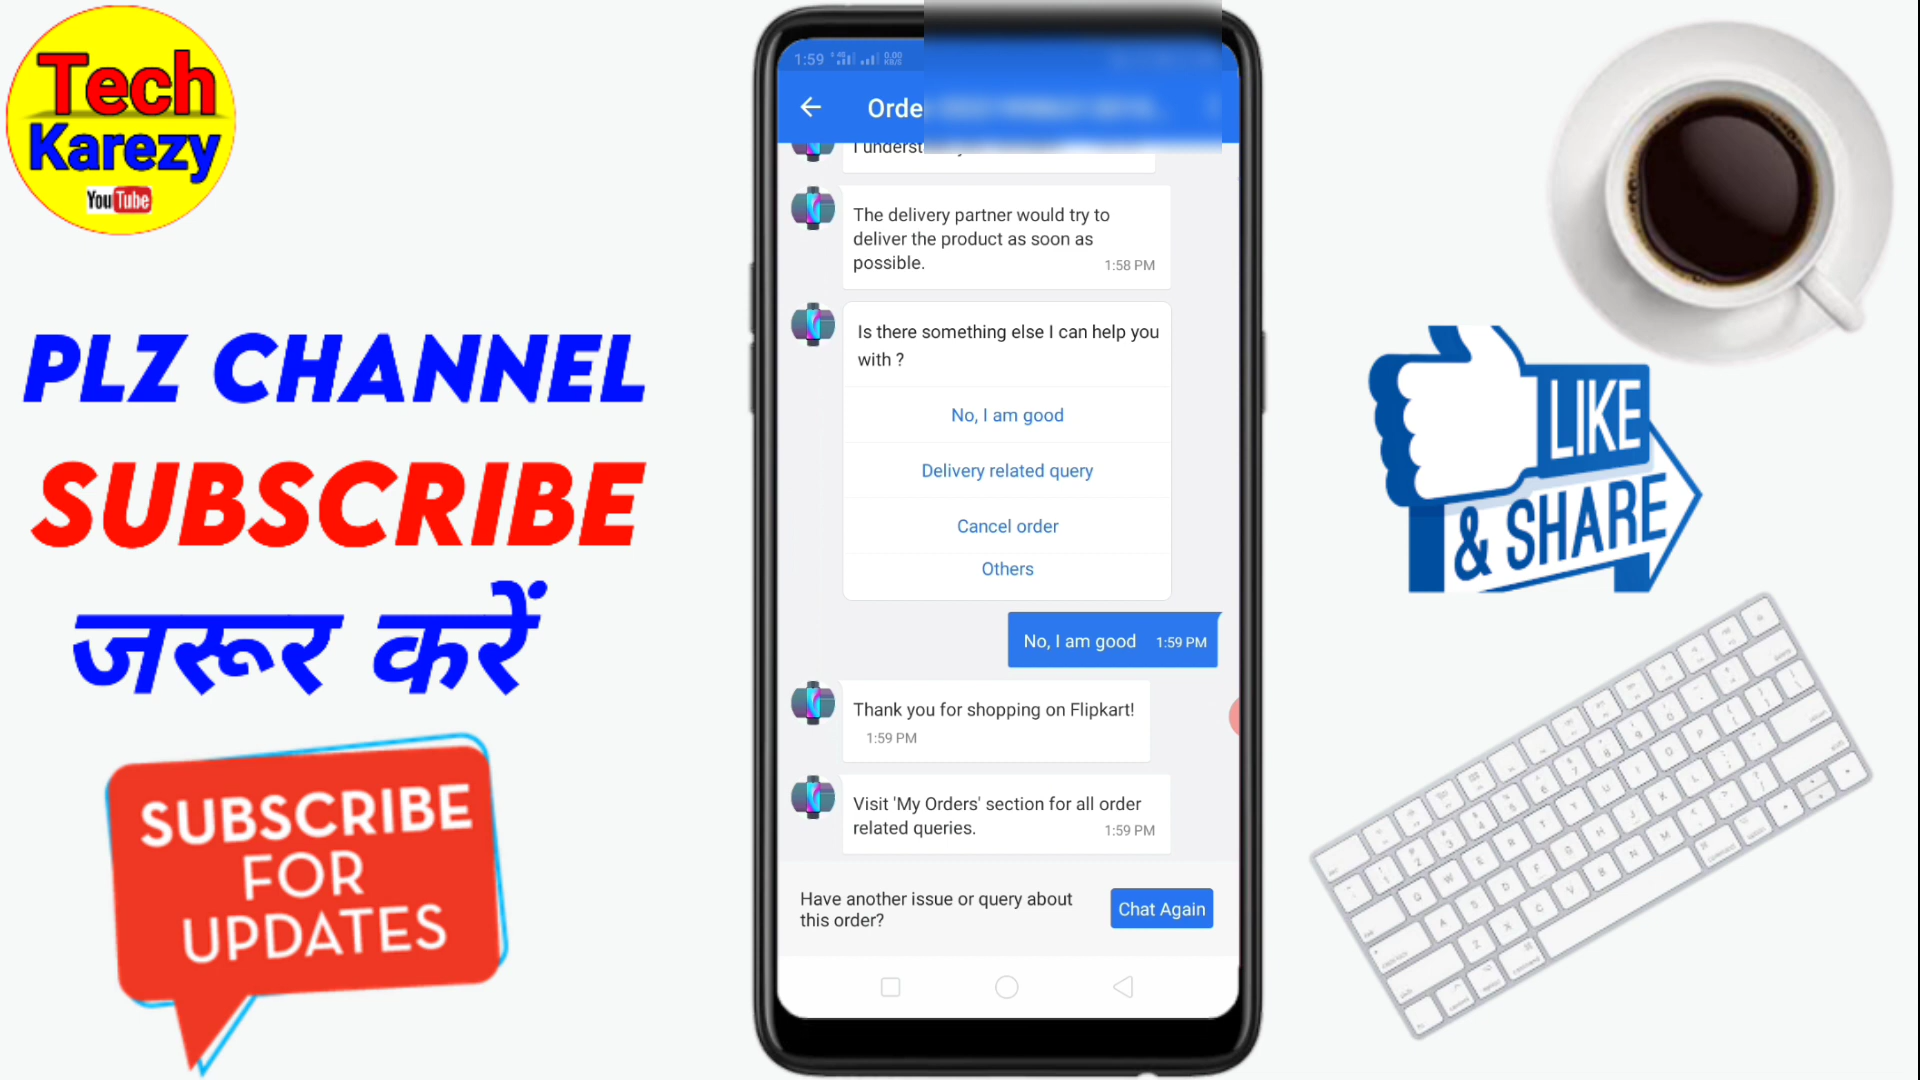 Tech
Karezy
YouTube
PLZ CHANNEL
SUBSCRIBE
जरूर करें
SUBSCRIBE
FOR
UPDATES
1:59
Orde
The delivery partner would try to
deliver the product as soon as
possible.
1:58 PM
Is there something else I can help you
with ?
No, I am good
Delivery related query
Cancel order
Others
No, I am good 1:59 PM
Thank you for shopping on Flipkart!
1:59 PM
Visit 'My Orders' section for all order
related queries.
1:59 PM
Have another issue or query about
this order?
Chat Again
LIKE
& SHARE